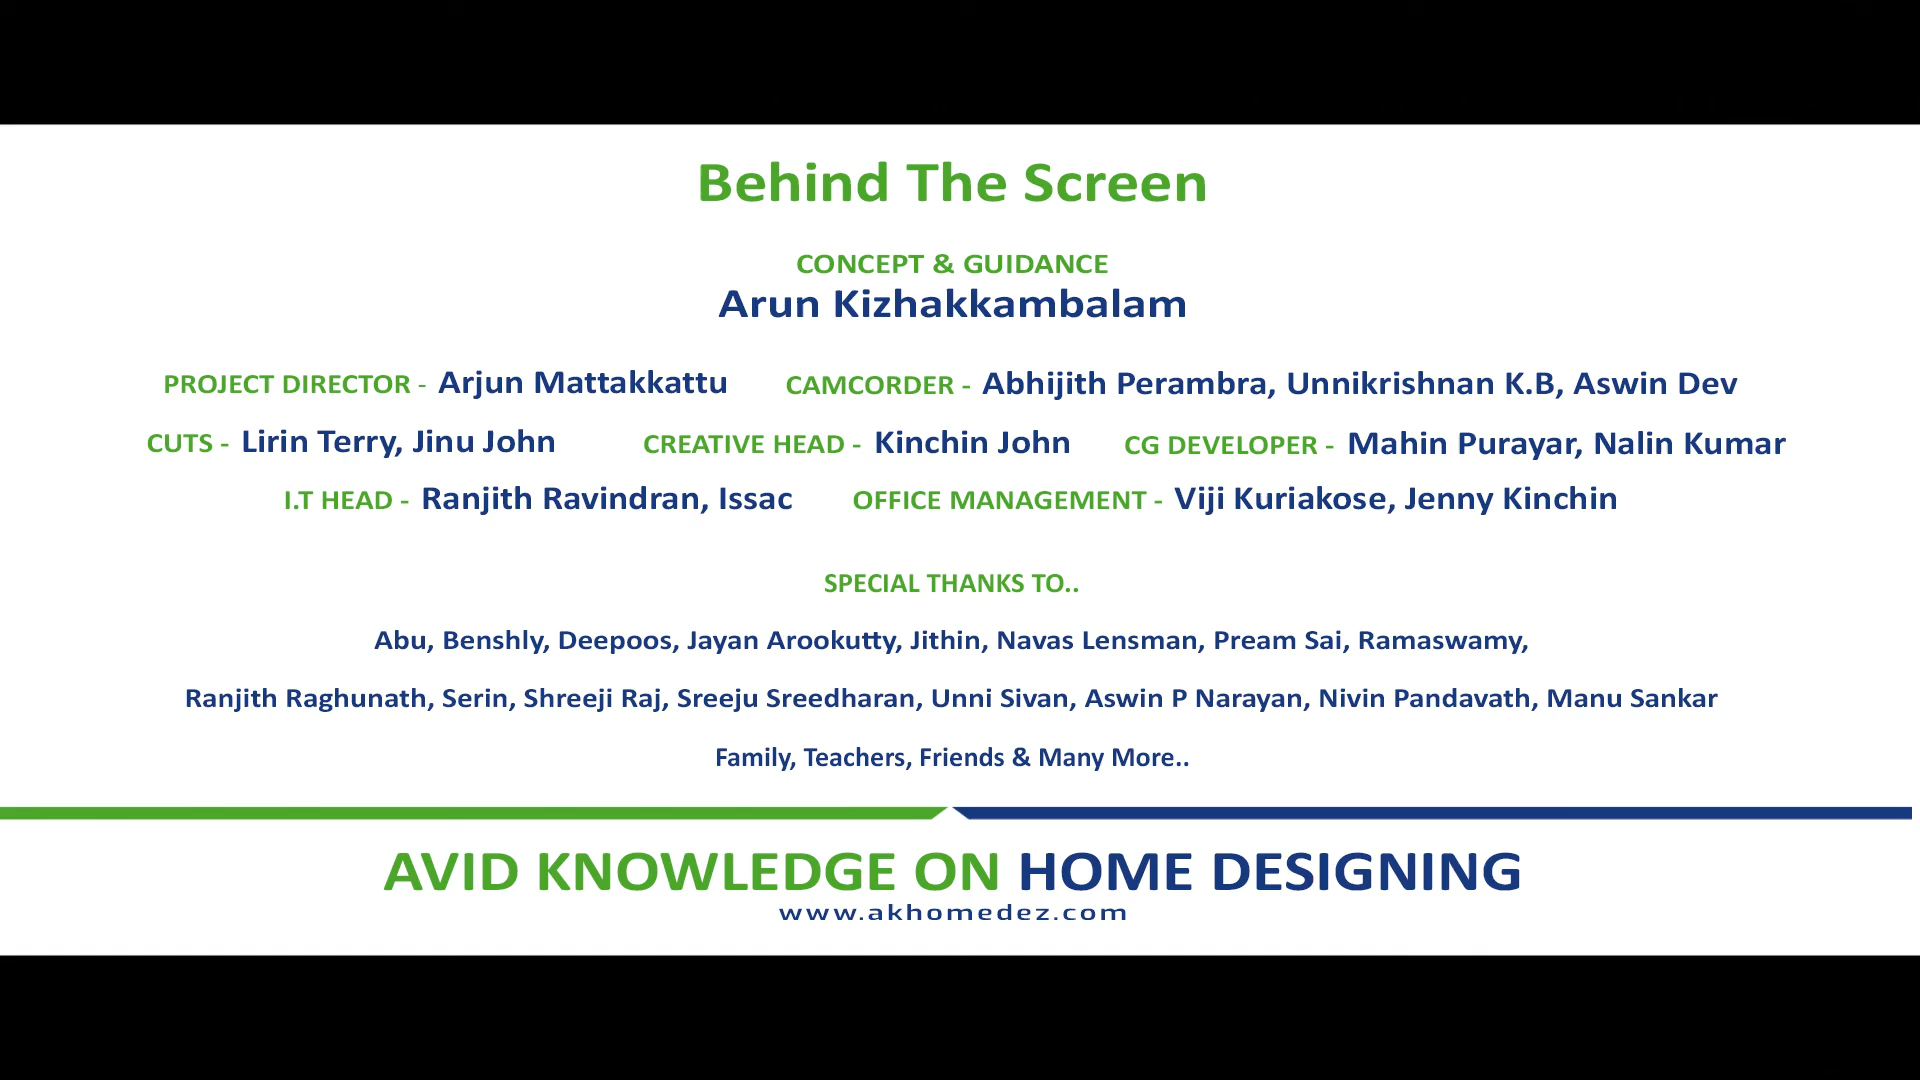 Behind The Screen
CONCEPT & GUIDANCE
Arun Kizhakkambalam
PROJECT DIRECTOR - Arjun Mattakkattu CAMCORDER - Abhijith Perambra, Unnikrishnan K.B, Aswin Dev
CUTS - Lirin Terry, Jinu John CREATIVE HEAD - Kinchin John CG DEVELOPER - Mahin Purayar, Nalin Kumar
I.T HEAD - Ranjith Ravindran, Issac OFFICE MANAGEMENT - Viji Kuriakose, Jenny Kinchin
SPECIAL THANKS TO..
Abu, Benshly, Deepoos, Jayan Arookutty, Jithin, Navas Lensman, Pream Sai, Ramaswamy,
Ranjith Raghunath, Serin, Shreeji Raj, Sreeju Sreedharan, Unni Sivan, Aswin P Narayan, Nivin Pandavath, Manu Sankar
Family, Teachers, Friends & Many More..
AVID KNOWLEDGE ON HOME DESIGNING
www.akhomedez.com